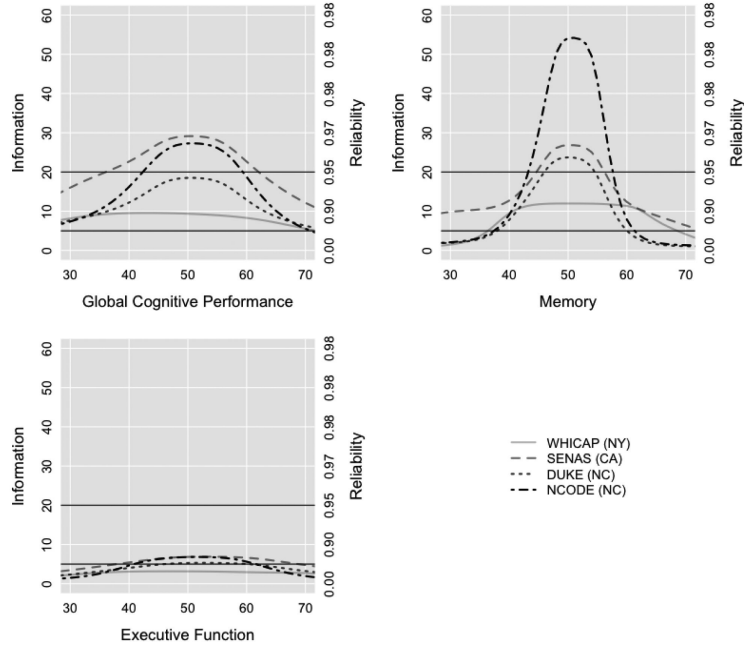 60
50
40
30
20
10
0
Information
0.98
0.98
0.98
0.97
0.95
0.90
0.00
Reliability
30 40 50 60 70
Global Cognitive Performance
60
50
40
30
20
10
0
Information
0.98
0.98
0.98
0.97
0.95
0.90
0.00
Reliability
30 40 50 60 70
Memory
60
50
40
30
20
10
0
Information
0.98
0.98
0.98
0.97
0.95
0.90
0.00
Reliability
30 40 50 60 70
Executive Function
WHICAP (NY)
SENAS (CA)
DUKE (NC)
NCODE (NC)